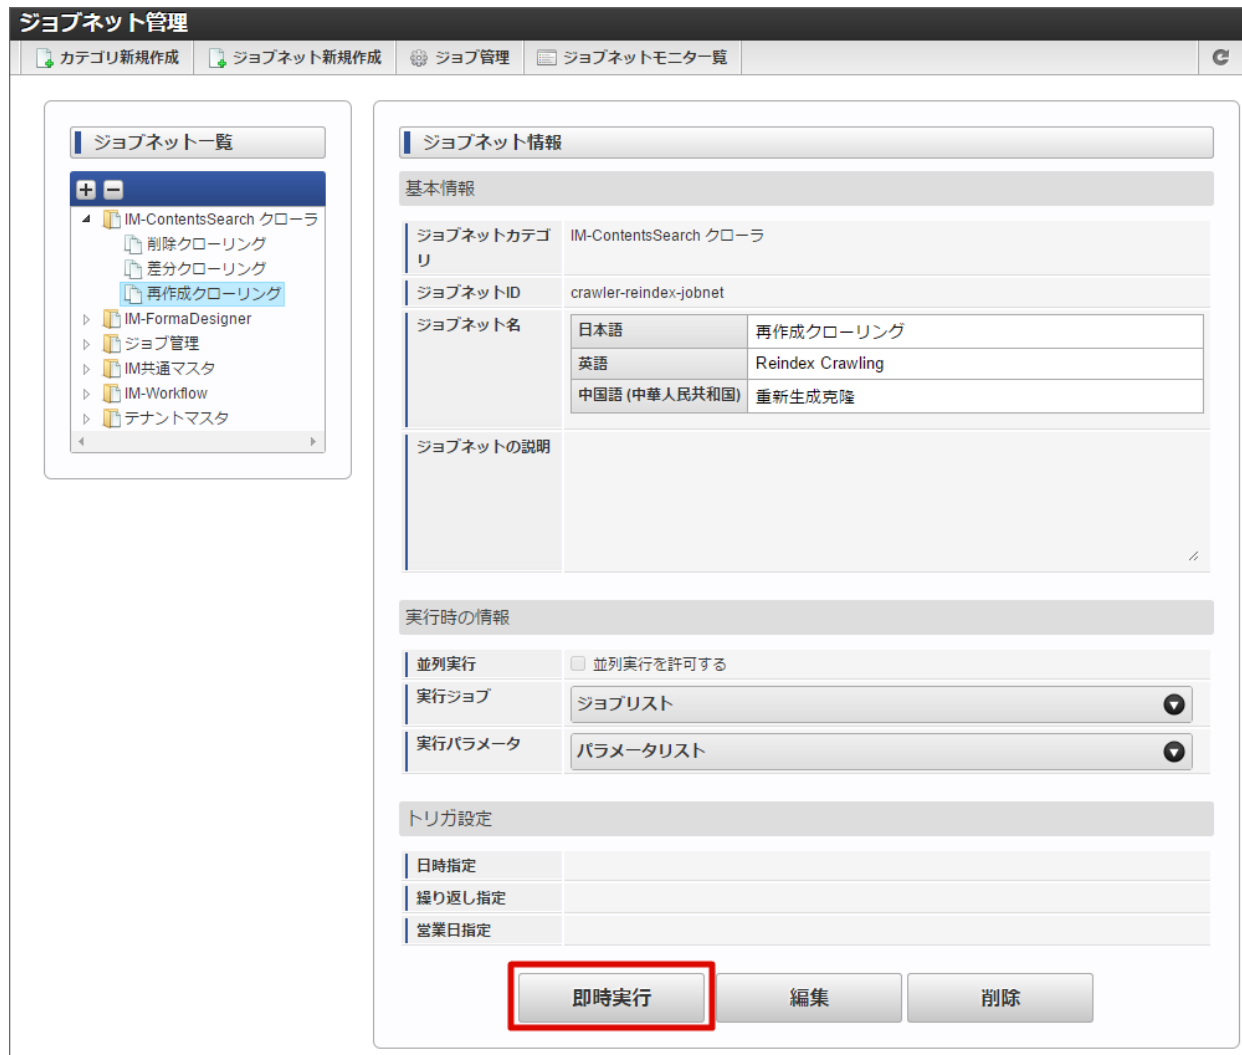 ジョブネット管理
カテゴリ新規作成 ジョブネット新規作成 ジョブ管理 ジョブネットモニタ一覧
ジョブネット一覧
IM-ContentsSearch クローラ
削除クローリング
差分クローリング
再作成クローリング
IM-FormaDesigner
ジョブ管理
IM共通マスタ
IM-Workflow
テナントマスタ
ジョブネット情報
基本情報
ジョブネットカテゴリ IM-ContentsSearch クローラ
ジョブネットID crawler-reindex-jobnet
ジョブネット名
日本語 再作成クローリング
英語 Reindex Crawling
中国語 (中華人民共和国) 重新生成克隆
ジョブネットの説明
実行時の情報
並列実行 並列実行を許可する
実行ジョブ ジョブリスト
実行パラメータ パラメータリスト
トリガ設定
日時指定
繰り返し指定
営業日指定
即時実行 編集 削除